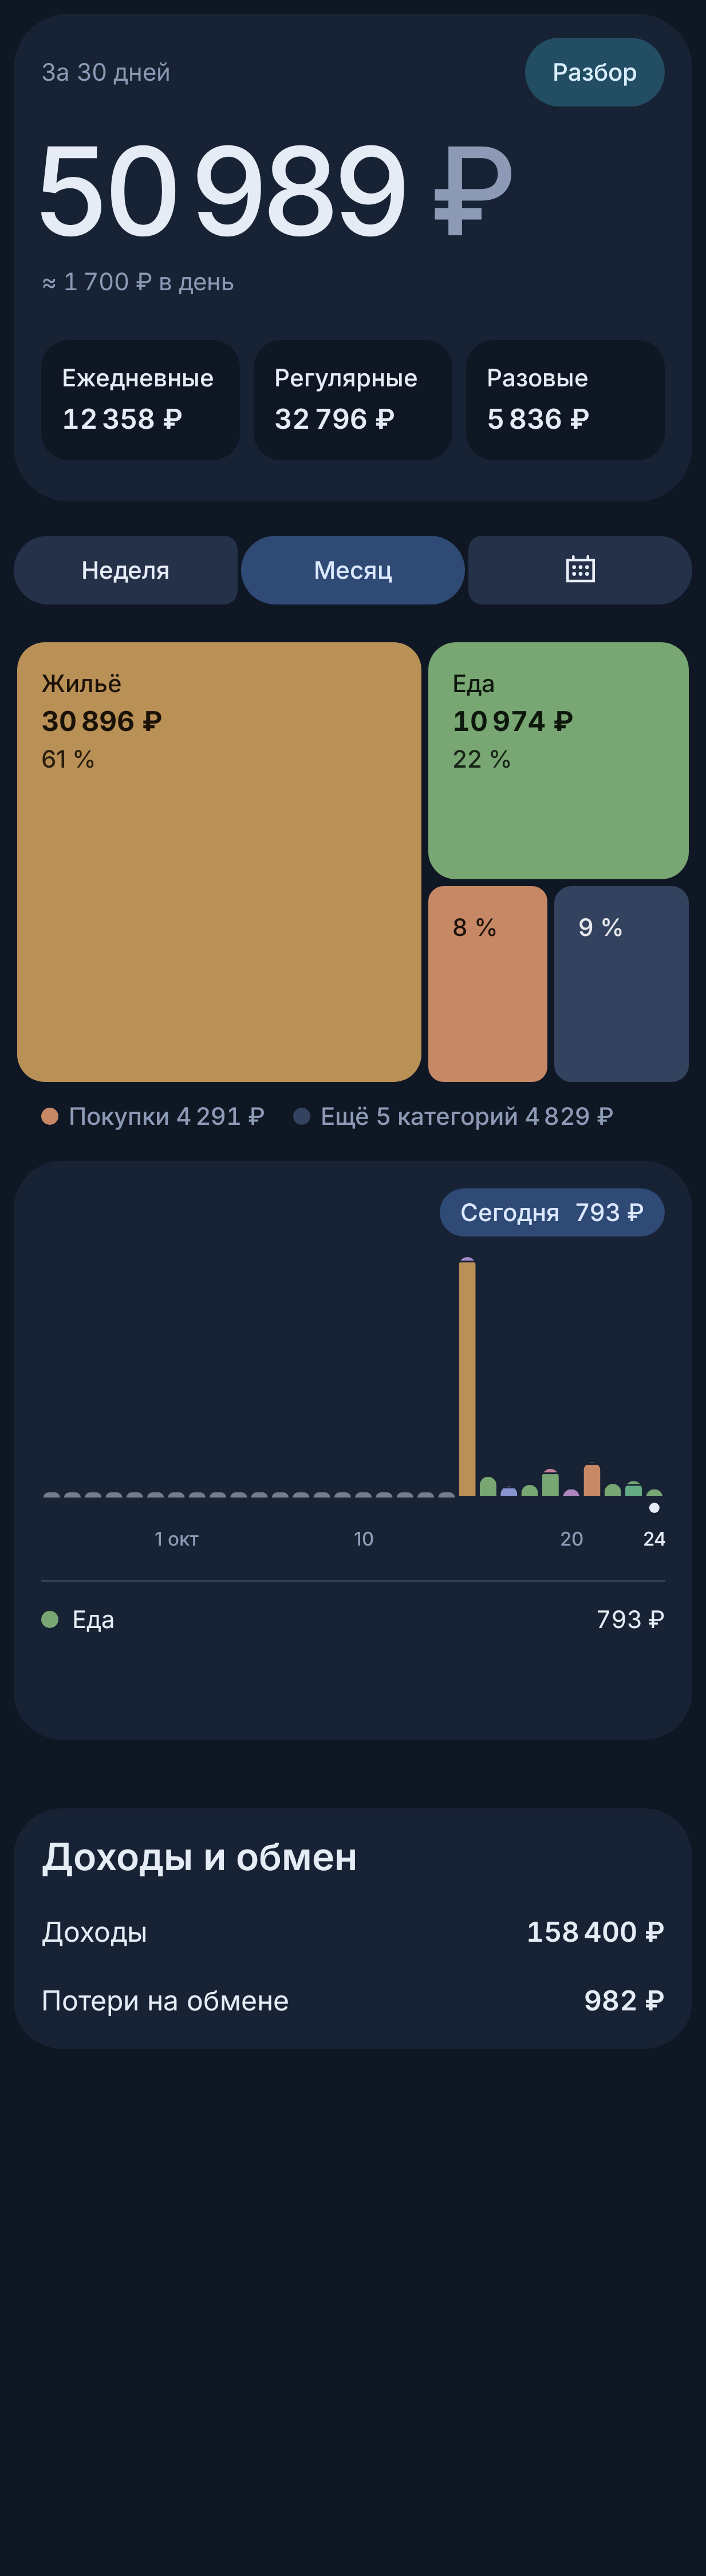 За 30 дней
Разбор
50 989 ₽
≈ 1 700 ₽ в день
Ежедневные
12 358 ₽
Регулярные
32 796 ₽
Разовые
5 836 ₽
Неделя
Месяц
Жильё
30 896 ₽
61 %
Еда
10 974 ₽
22 %
8 %
9 %
Покупки 4 291 ₽
Ещё 5 категорий 4 829 ₽
Сегодня 793 ₽
1 окт
10
20
24
Еда
793 ₽
Доходы и обмен
Доходы
158 400 ₽
Потери на обмене
982 ₽